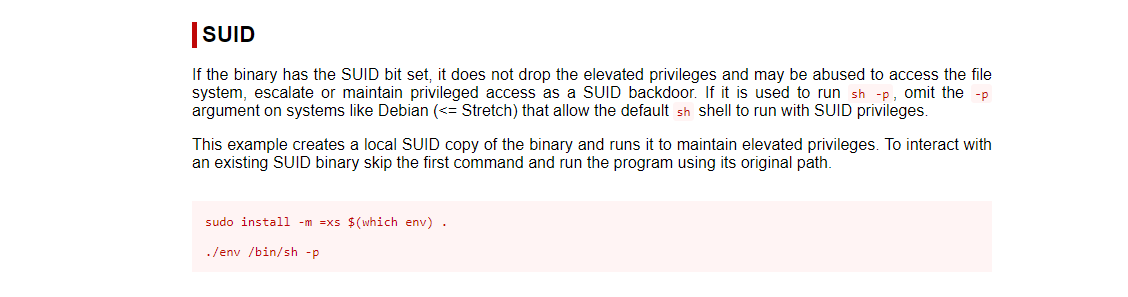 SUID
If the binary has the SUID bit set, it does not drop the elevated privileges and may be abused to access the file
system, escalate or maintain privileged access as a SUID backdoor. If it is used to run sh -p, omit the -p
argument on systems like Debian (<= Stretch) that allow the default sh shell to run with SUID privileges.
This example creates a local SUID copy of the binary and runs it to maintain elevated privileges. To interact with
an existing SUID binary skip the first command and run the program using its original path.
sudo install -m =xs $(which env) .
./env /bin/sh -p